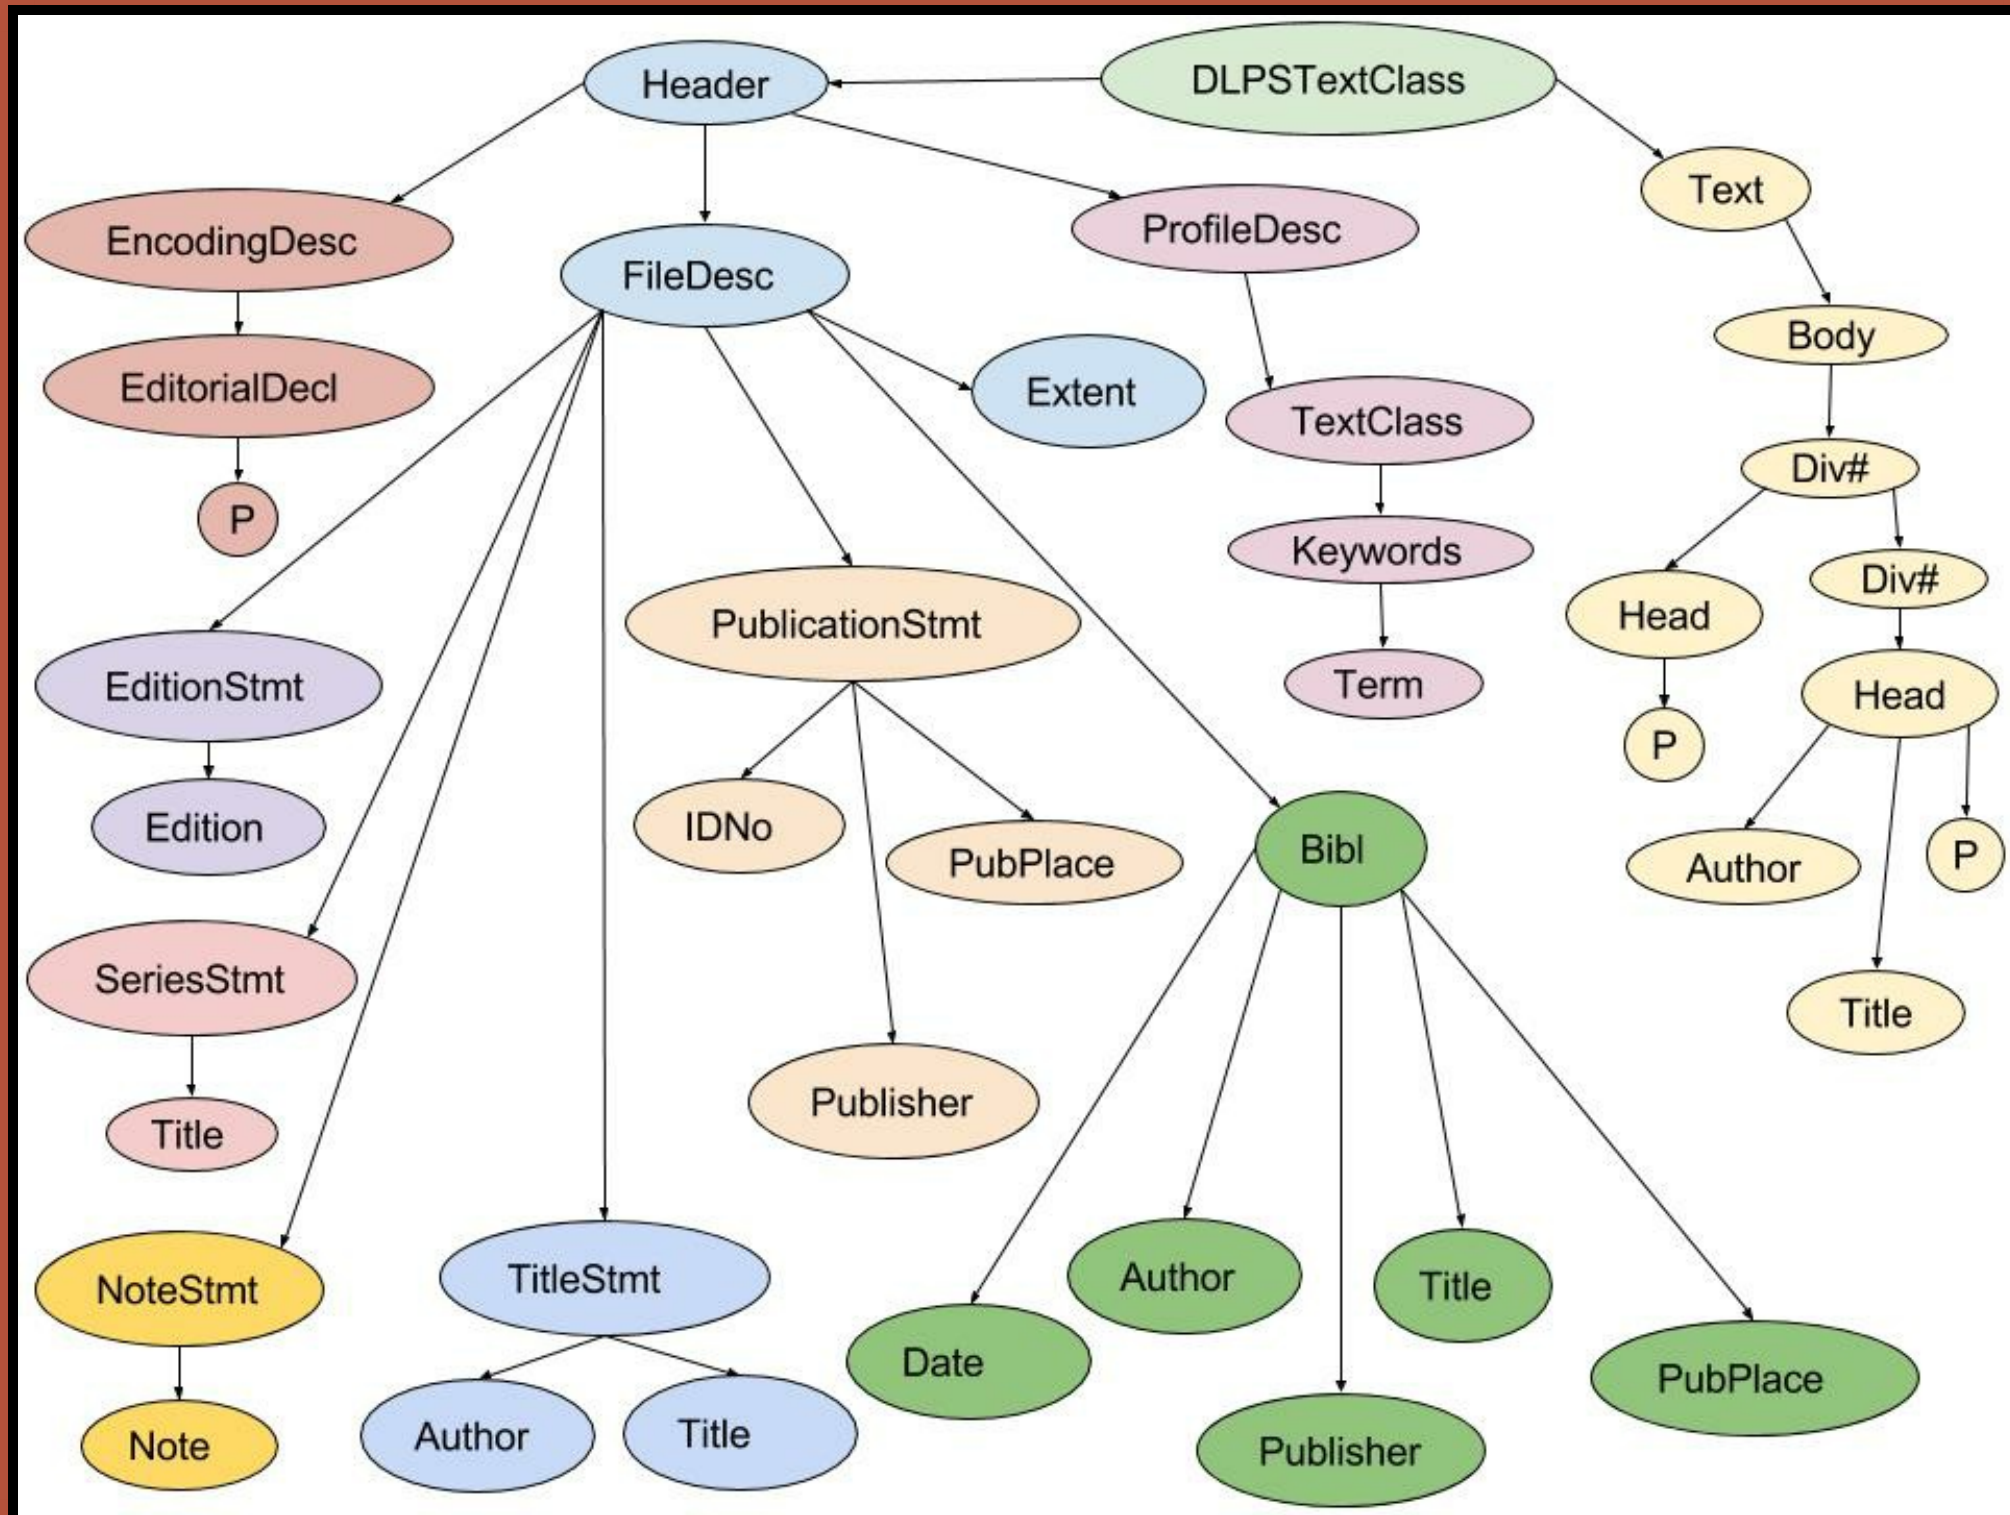 Header
DLPSTextClass
Text
EncodingDesc
FileDesc
ProfileDesc
Body
EditorialDecl
Extent
TextClass
Div#
P
Keywords
Div#
Head
PublicationStmt
EditionStmt
Term
Head
P
Edition
IDNo
PubPlace
Bibl
Author
P
SeriesStmt
Title
Publisher
Title
NoteStmt
TitleStmt
Author
Title
Date
PubPlace
Note
Author
Title
Publisher